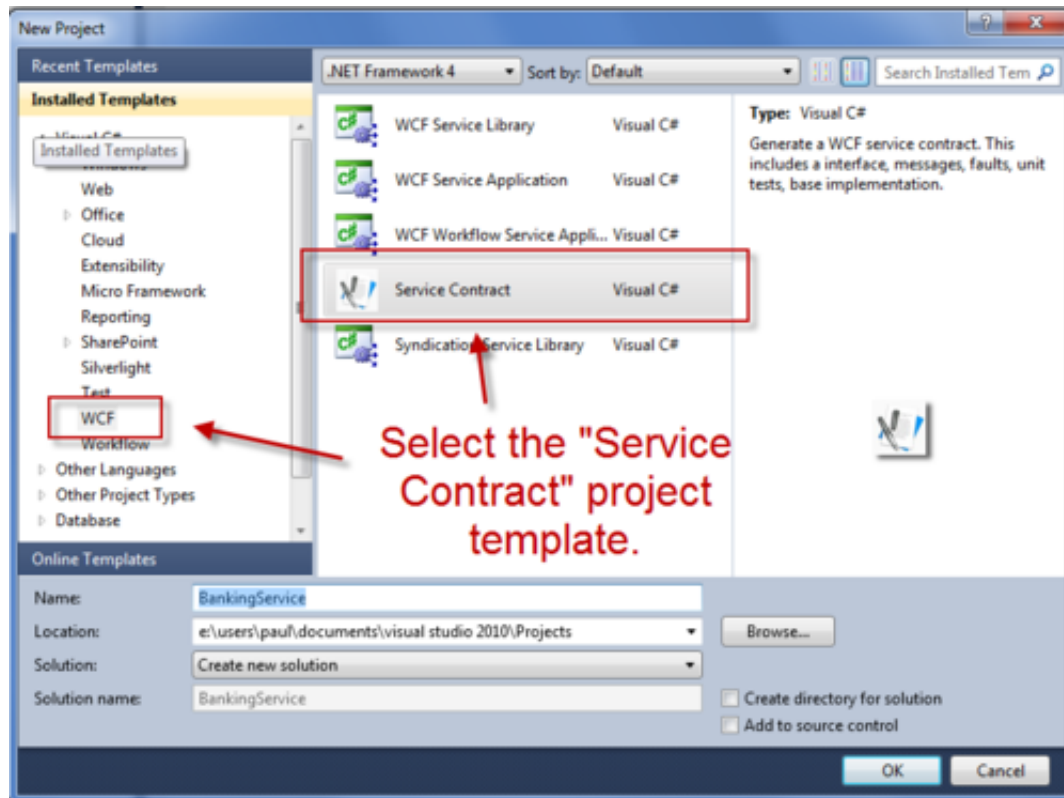 New Project
Recent Templates
Installed Templates
Installed Templates
Web
Office
Cloud
Extensibility
Micro Framework
Reporting
SharePoint
Silverlight
Test
WCF
Workflow
Other Languages
Other Project Types
Database
Online Templates
.NET Framework 4 Sort by: Default Search Installed Tem
WCF Service Library Visual C#
WCF Service Application Visual C#
WCF Workflow Service Appli... Visual C#
Service Contract Visual C#
Syndication Service Library Visual C#
Type: Visual C#
Generate a WCF service contract. This
includes a interface, messages, faults, unit
tests, base implementation.
Select the "Service
Contract" project
template.
Name: BankingService
Location: e:\users\paul\documents\visual studio 2010\Projects Browse...
Solution: Create new solution
Solution name: BankingService
Create directory for solution
Add to source control
OK Cancel